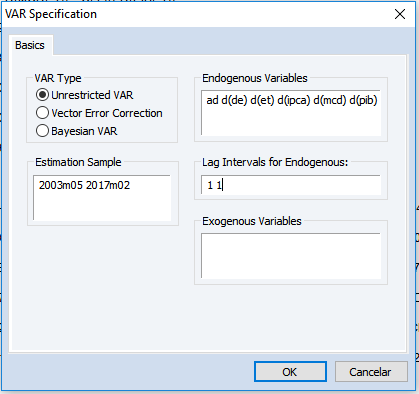 VAR Specification
Basics
VAR Type
Unrestricted VAR
Vector Error Correction
Bayesian VAR
Estimation Sample
2003m05 2017m02
Endogenous Variables
ad d(de) d(et) d(ipca) d(mcd) d(pib)
Lag Intervals for Endogenous:
1 1
Exogenous Variables
OK
Cancelar